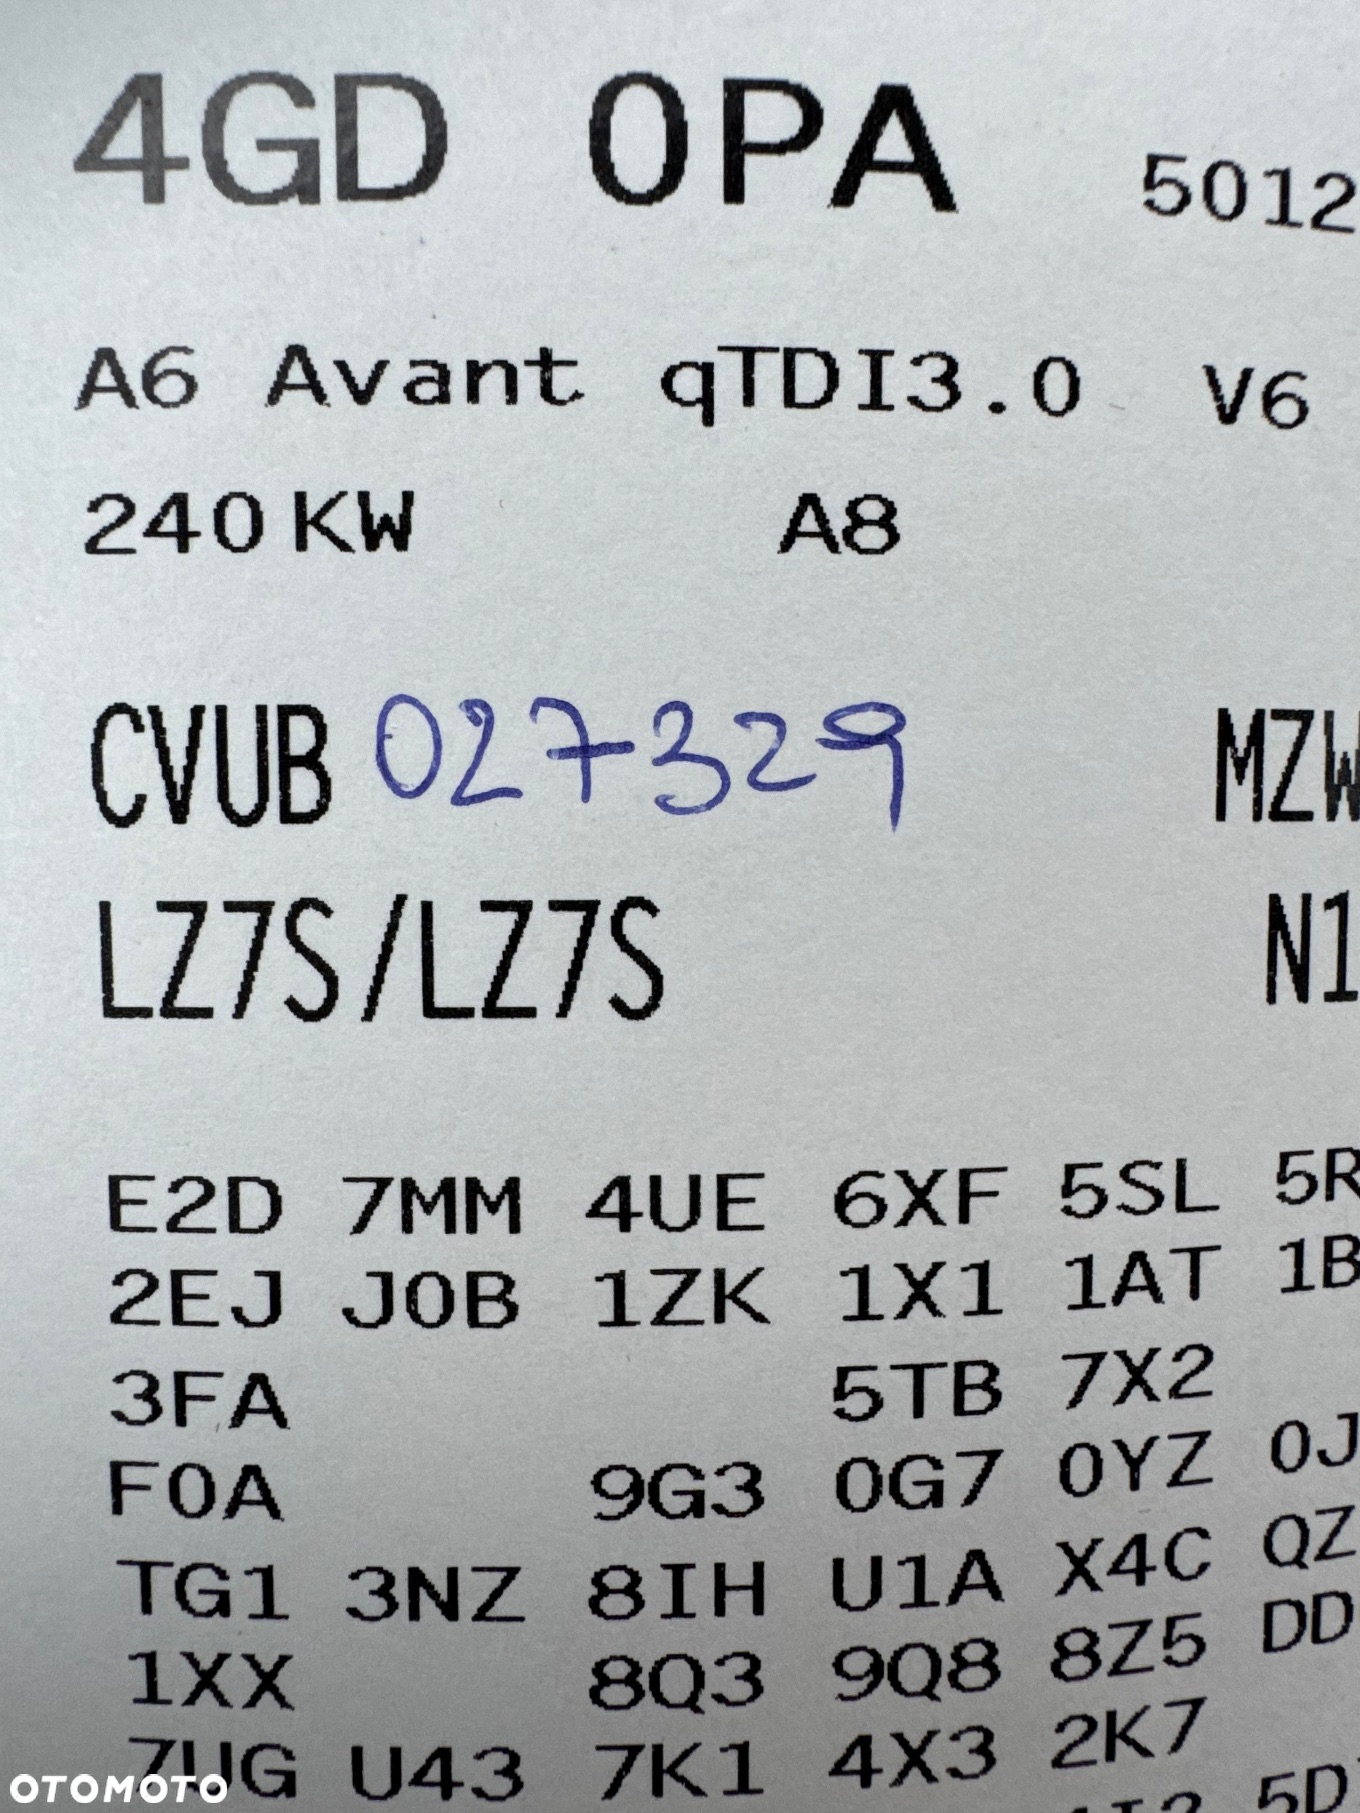 4GD 0PA 5012
A6 Avant qTDI3.0 V6
240KW A8
CVUB 027329 MZW
LZ7S/LZ7S N1
E2D 7MM 4UE 6XF 5SL 5R
2EJ J0B 1ZK 1X1 1AT 1B
3FA 5TB 7X2
F0A 9G3 0G7 0YZ 0J
TG1 3NZ 8IH U1A X4C QZ
1XX 8Q3 9Q8 8Z5 DD
7UG U43 7K1 4X3 2K7
5D
OTOMOTO